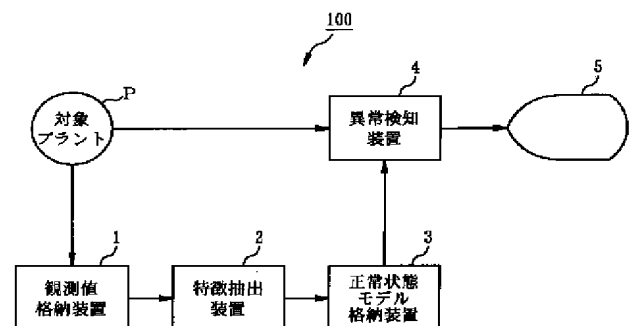 100
P
対象
プラント
4
異常検知
装置
5
1
観測値
格納装置
2
特徴抽出
装置
3
正常状態
モデル
格納装置